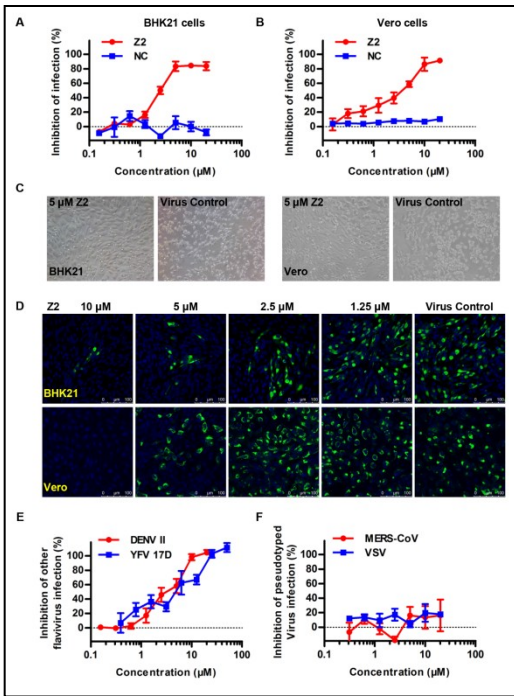 A BHK21 cells
Z2
NC
Inhibition of infection (%)
100
80
60
40
20
0
0.1 1 10 100
Concentration (µM)
B Vero cells
Z2
NC
Inhibition of infection (%)
100
80
60
40
20
0
0.1 1 10 100
Concentration (µM)
C
5 µM Z2 Virus Control 5 µM Z2 Virus Control
BHK21 Vero
D Z2 10 µM 5 µM 2.5 µM 1.25 µM Virus Control
BHK21
Vero
E
DENV II
YFV 17D
Inhibition of other
flavivirus infection (%)
100
80
60
40
20
0
0.1 1 10 100
Concentration (µM)
F
MERS-CoV
VSV
Inhibition of pseudotyped
Virus infection (%)
100
80
60
40
20
0
0.1 1 10 100
Concentration (µM)